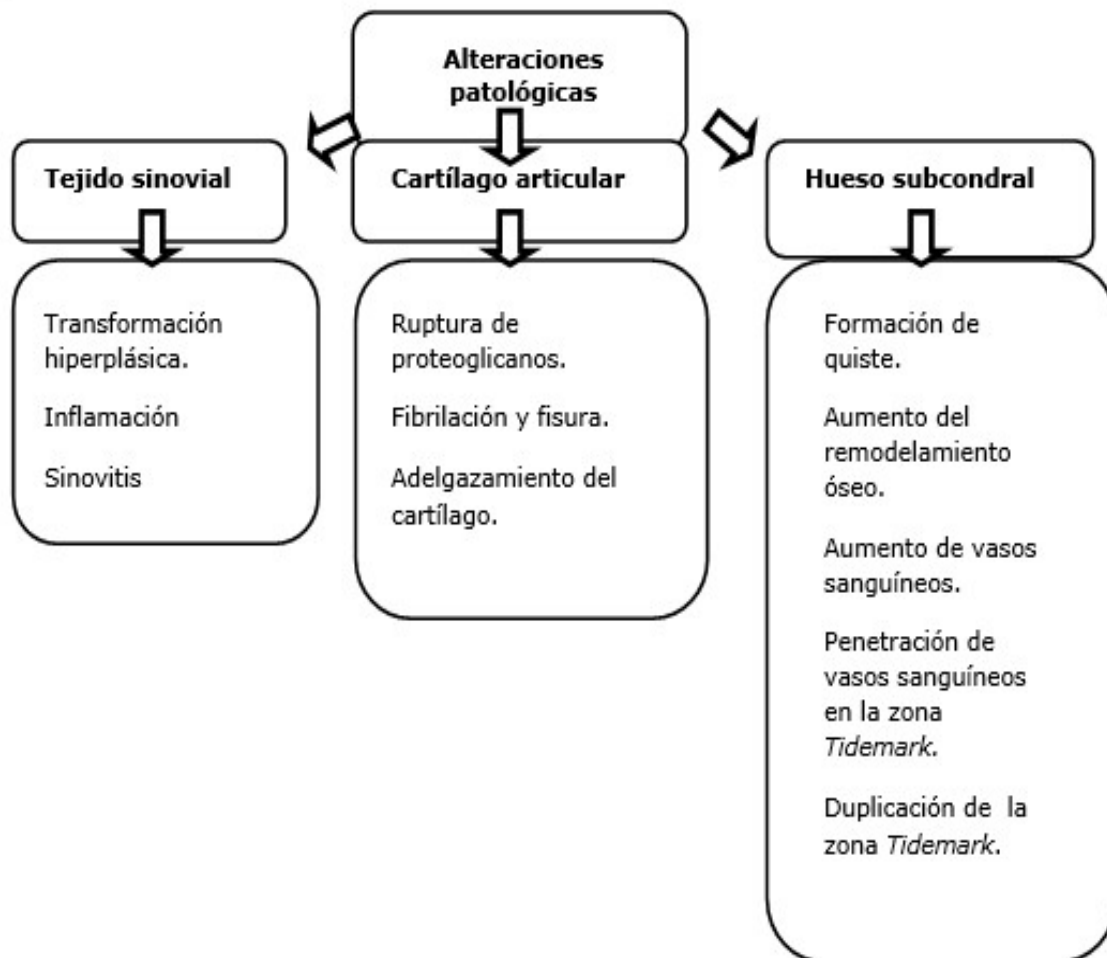 Alteraciones
patológicas
Tejido sinovial
Cartílago articular
Hueso subcondral
Transformación
hiperplásica.
Inflamación
Sinovitis
Ruptura de
proteoglicanos.
Fibrilación y fisura.
Adelgazamiento del
cartílago.
Formación de
quiste.
Aumento del
remodelamiento
óseo.
Aumento de vasos
sanguíneos.
Penetración de
vasos sanguíneos
en la zona
Tidemark.
Duplicación de la
zona Tidemark.